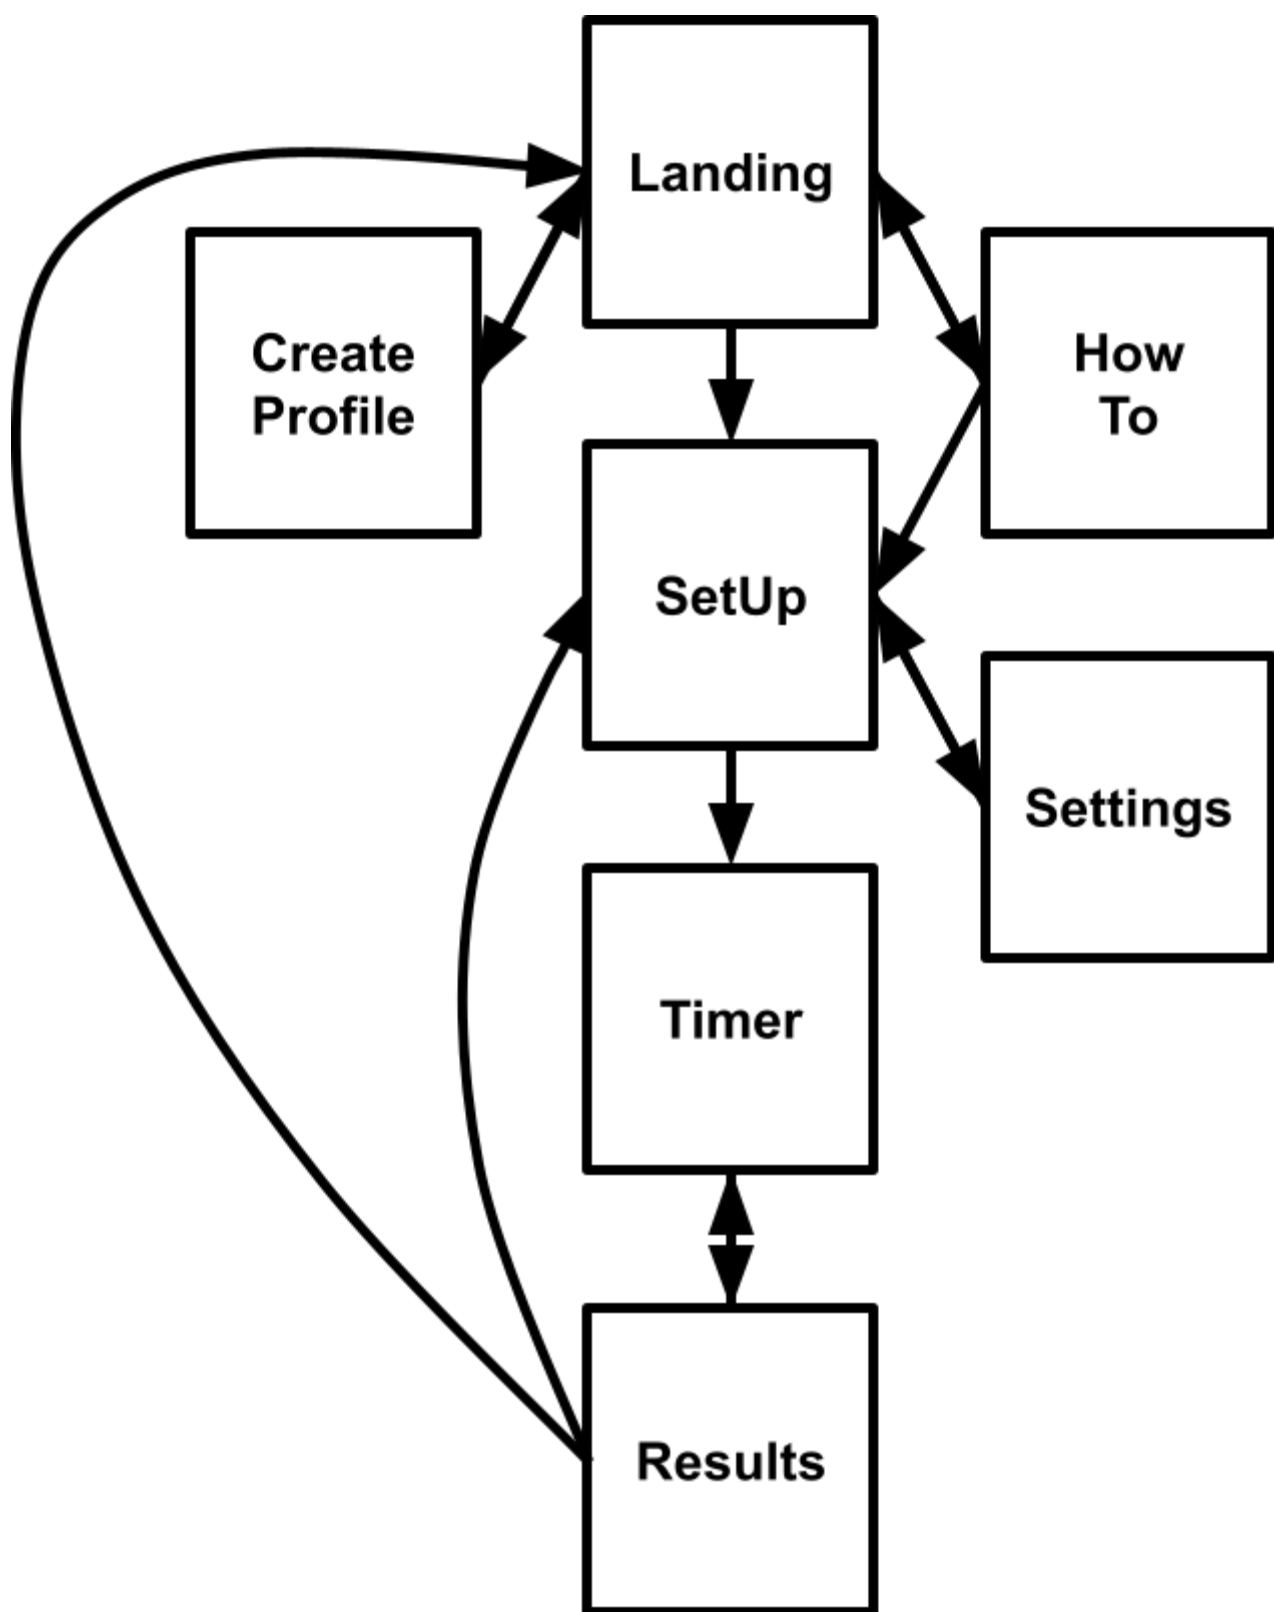 Landing
Create
Profile
How
To
SetUp
Settings
Timer
Results